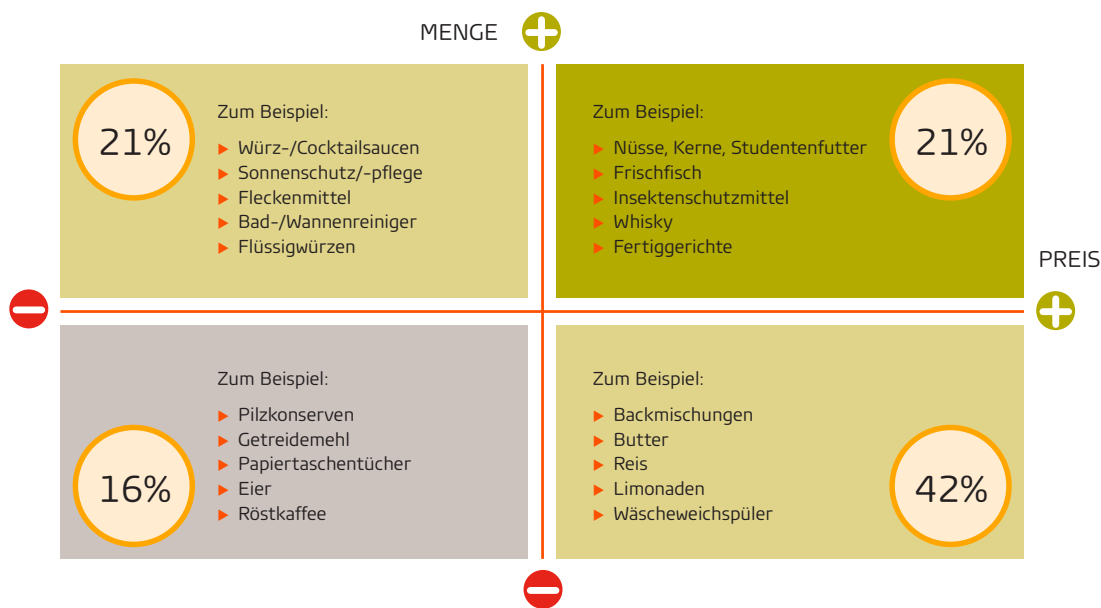 MENGE
21%
Zum Beispiel:
Würz-/Cocktailsaucen
Sonnenschutz/-pflege
Fleckenmittel
Bad-/Wannenreiniger
Flüssigwürzen
Zum Beispiel:
Nüsse, Kerne, Studentenfutter
Frischfisch
Insektenschutzmittel
Whisky
Fertiggerichte
21%
PREIS
Zum Beispiel:
Pilzkonserven
Getreidemehl
Papiertaschentücher
Eier
Röstkaffee
16%
Zum Beispiel:
Backmischungen
Butter
Reis
Limonaden
Wäscheweichspüler
42%